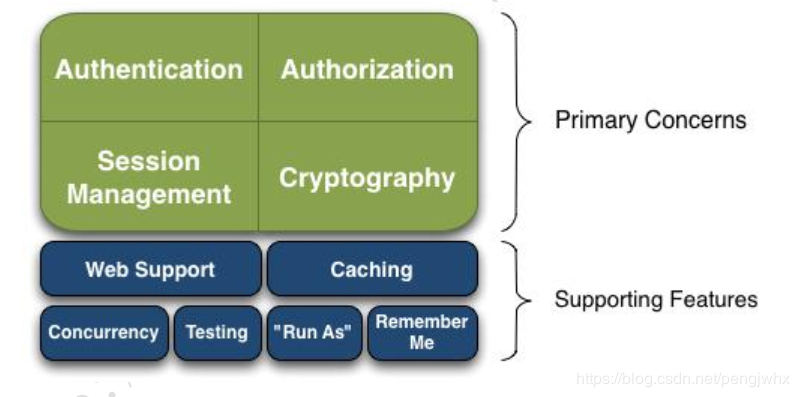 Authentication
Authorization
Session
Management
Cryptography
Primary Concerns
Web Support
Caching
Concurrency
Testing
"Run As"
Remember
Me
Supporting Features
https://blog.csdn.net/pengjwhx